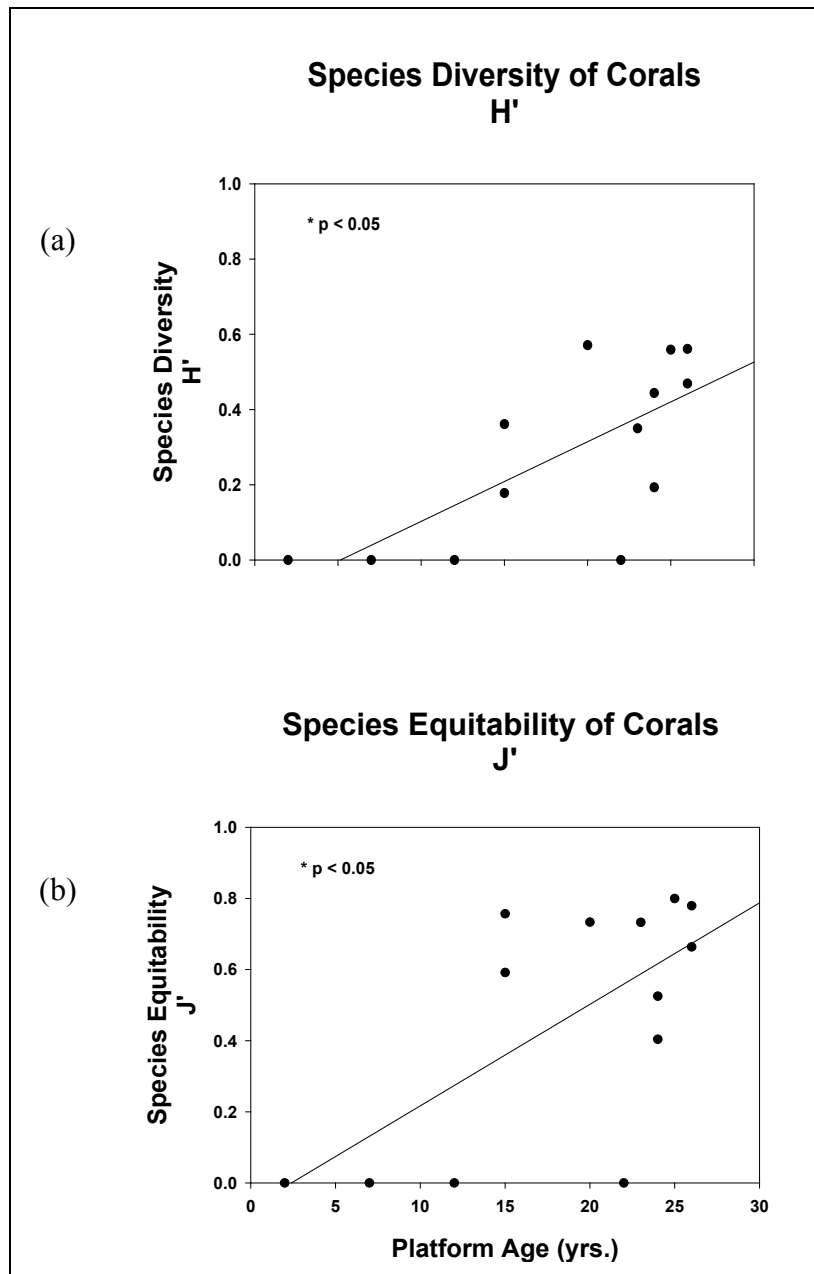 Species Diversity of Corals
H'
(a)
* p < 0.05
Species Diversity
H'
1.0
0.8
0.6
0.4
0.2
0.0
Species Equitability of Corals
J'
(b)
* p < 0.05
Species Equitability
J'
1.0
0.8
0.6
0.4
0.2
0.0
0 5 10 15 20 25 30
Platform Age (yrs.)